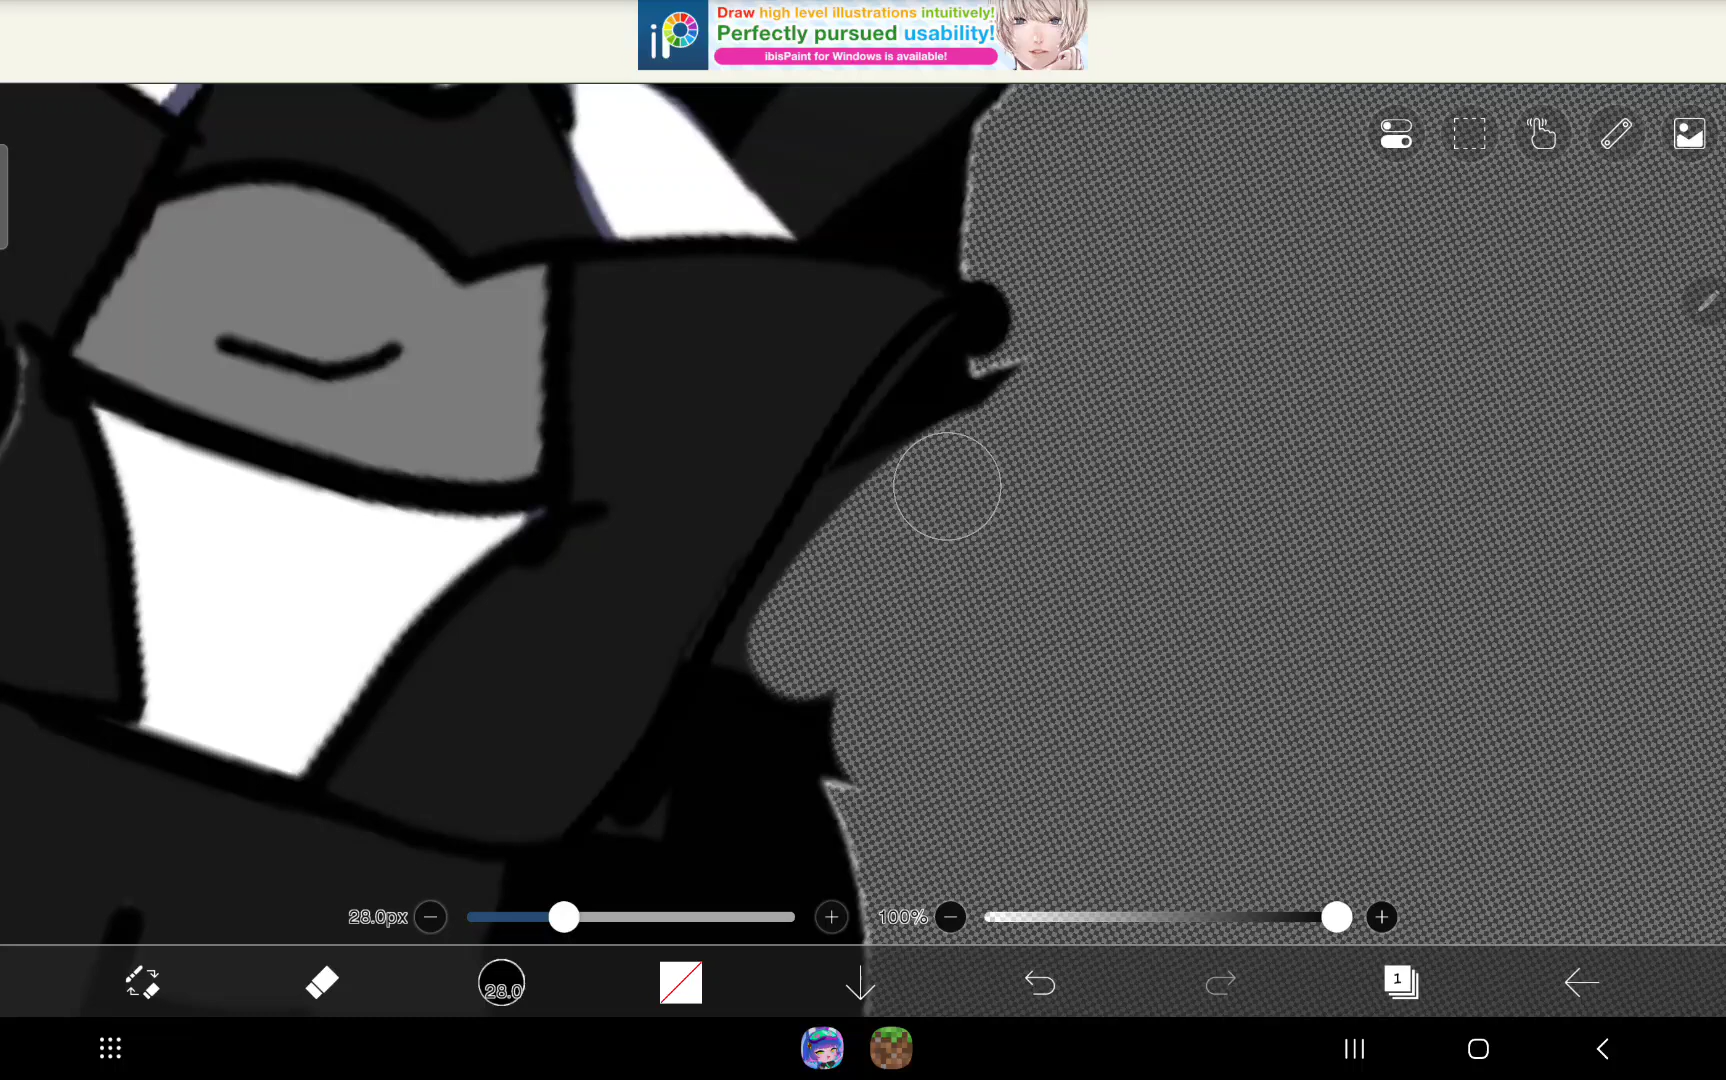 iP
Draw high level illustrations intuitively!
Perfectly pursued usability!
ibisPaint for Windows is available!
28.0px
100%
28.0
1